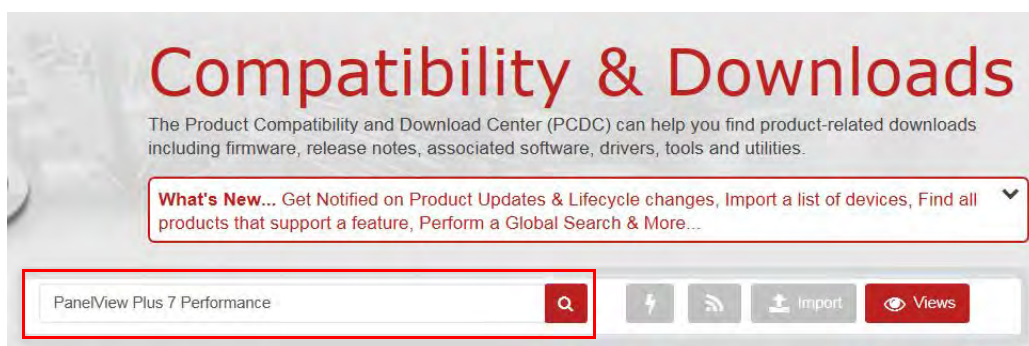 Compatibility & Downloads
The Product Compatibility and Download Center (PCDC) can help you find product-related downloads
including firmware, release notes, associated software, drivers, tools and utilities.
What's New... Get Notified on Product Updates & Lifecycle changes, Import a list of devices, Find all
products that support a feature, Perform a Global Search & More...
PanelView Plus 7 Performance
Import
Views